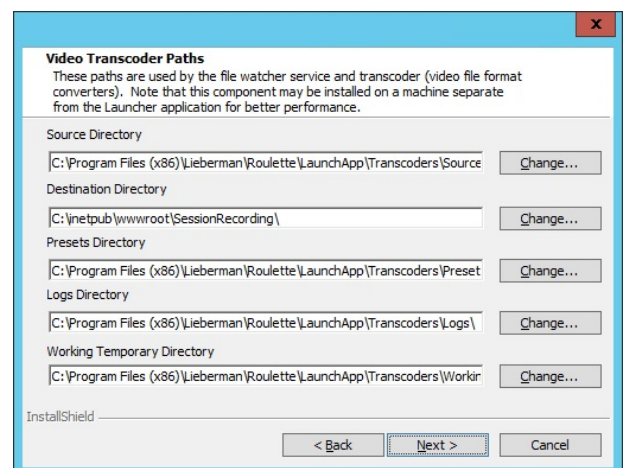 x
Video Transcoder Paths
These paths are used by the file watcher service and transcoder (video file format
converters). Note that this component may be installed on a machine separate
from the Launcher application for better performance.
Source Directory
C:\Program Files (x86)\Lieberman\Roulette\LaunchApp\Transcoders\Source
Change...
Destination Directory
C:\inetpub\wwwroot\SessionRecording\
Change...
Presets Directory
C:\Program Files (x86)\Lieberman\Roulette\LaunchApp\Transcoders\Preset
Change...
Logs Directory
C:\Program Files (x86)\Lieberman\Roulette\LaunchApp\Transcoders\Logs\
Change...
Working Temporary Directory
C:\Program Files (x86)\Lieberman\Roulette\LaunchApp\Transcoders\Workin
Change...
InstallShield
< Back
Next >
Cancel